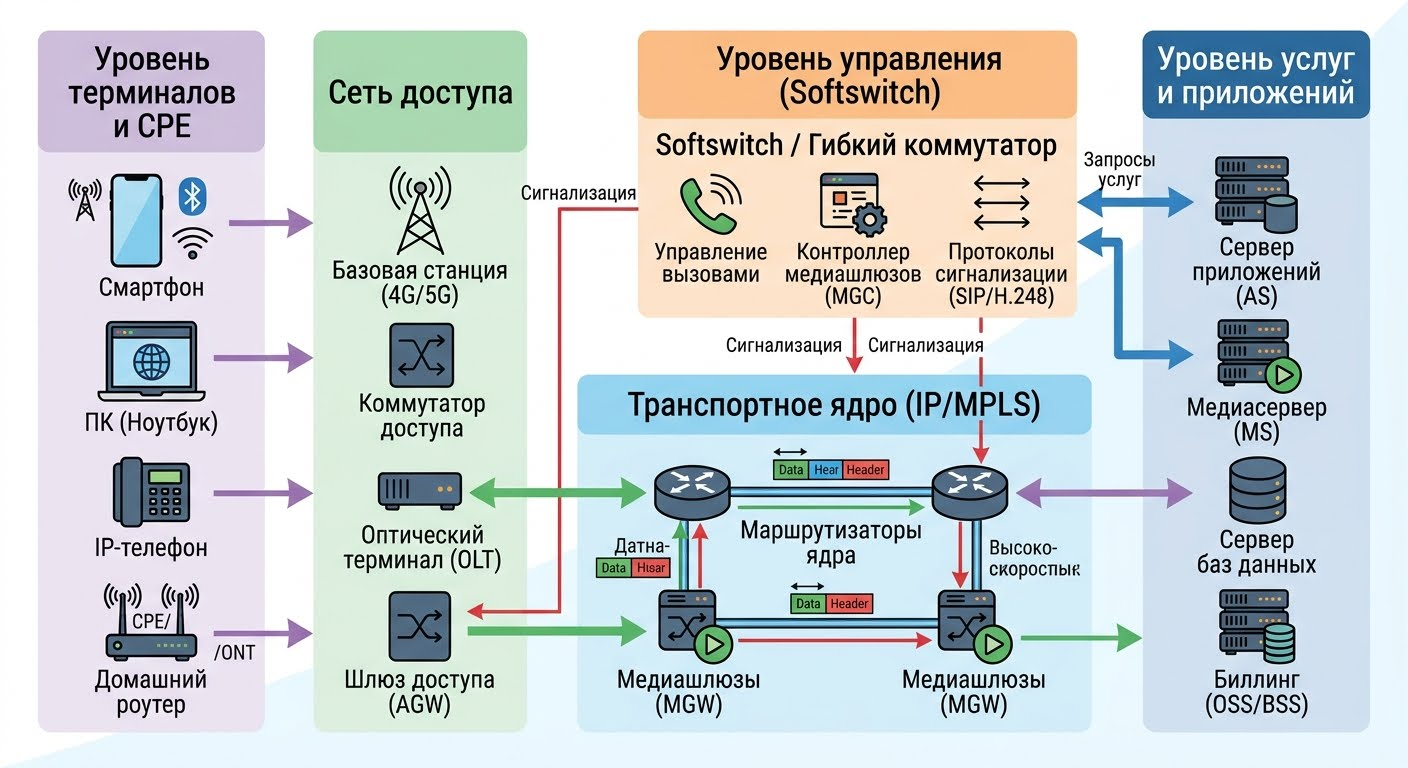 Уровень
терминалов
и CPE
Смартфон
ПК (Ноутбук)
IP-телефон
CPE/
/ONT
Домашний
роутер
Сеть доступа
Базовая станция
(4G/5G)
Коммутатор
доступа
Оптический
терминал (OLT)
Шлюз доступа
(AGW)
Сигнализация
Уровень управления
(Softswitch)
Softswitch / Гибкий коммутатор
Управление
вызовами
Контроллер
медиашлюзов
(MGC)
Протоколы
сигнализации
(SIP/H.248)
Запросы
услуг
Сигнализация
Сигнализация
Транспортное ядро (IP/MPLS)
Data Hear Header
Маршрутизаторы
ядра
Датна-
Data Hısar
Высоко-
скоростык
Data Header
Медиашлюзы
(MGW)
Медиашлюзы
(MGW)
Уровень услуг
и приложений
Сервер
приложений
(AS)
Медиасервер
(MS)
Сервер
баз данных
Биллинг
(OSS/BSS)